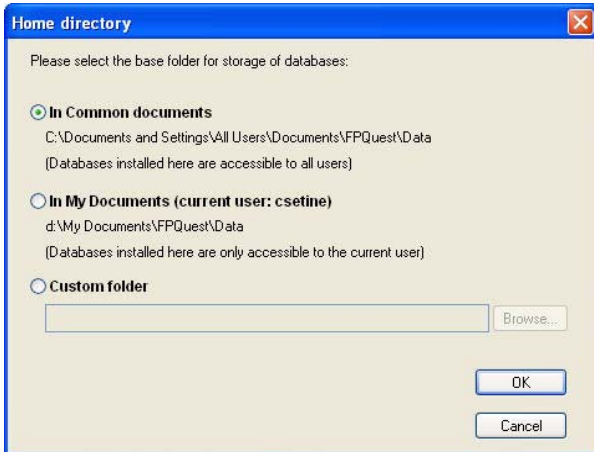 Home directory
Please select the base folder for storage of databases:
In Common documents
C:\Documents and Settings\All Users\Documents\FPQuest\Data
(Databases installed here are accessible to all users)
In My Documents (current user: csetine)
d:\My Documents\FPQuest\Data
(Databases installed here are only accessible to the current user)
Custom folder
Browse...
OK
Cancel